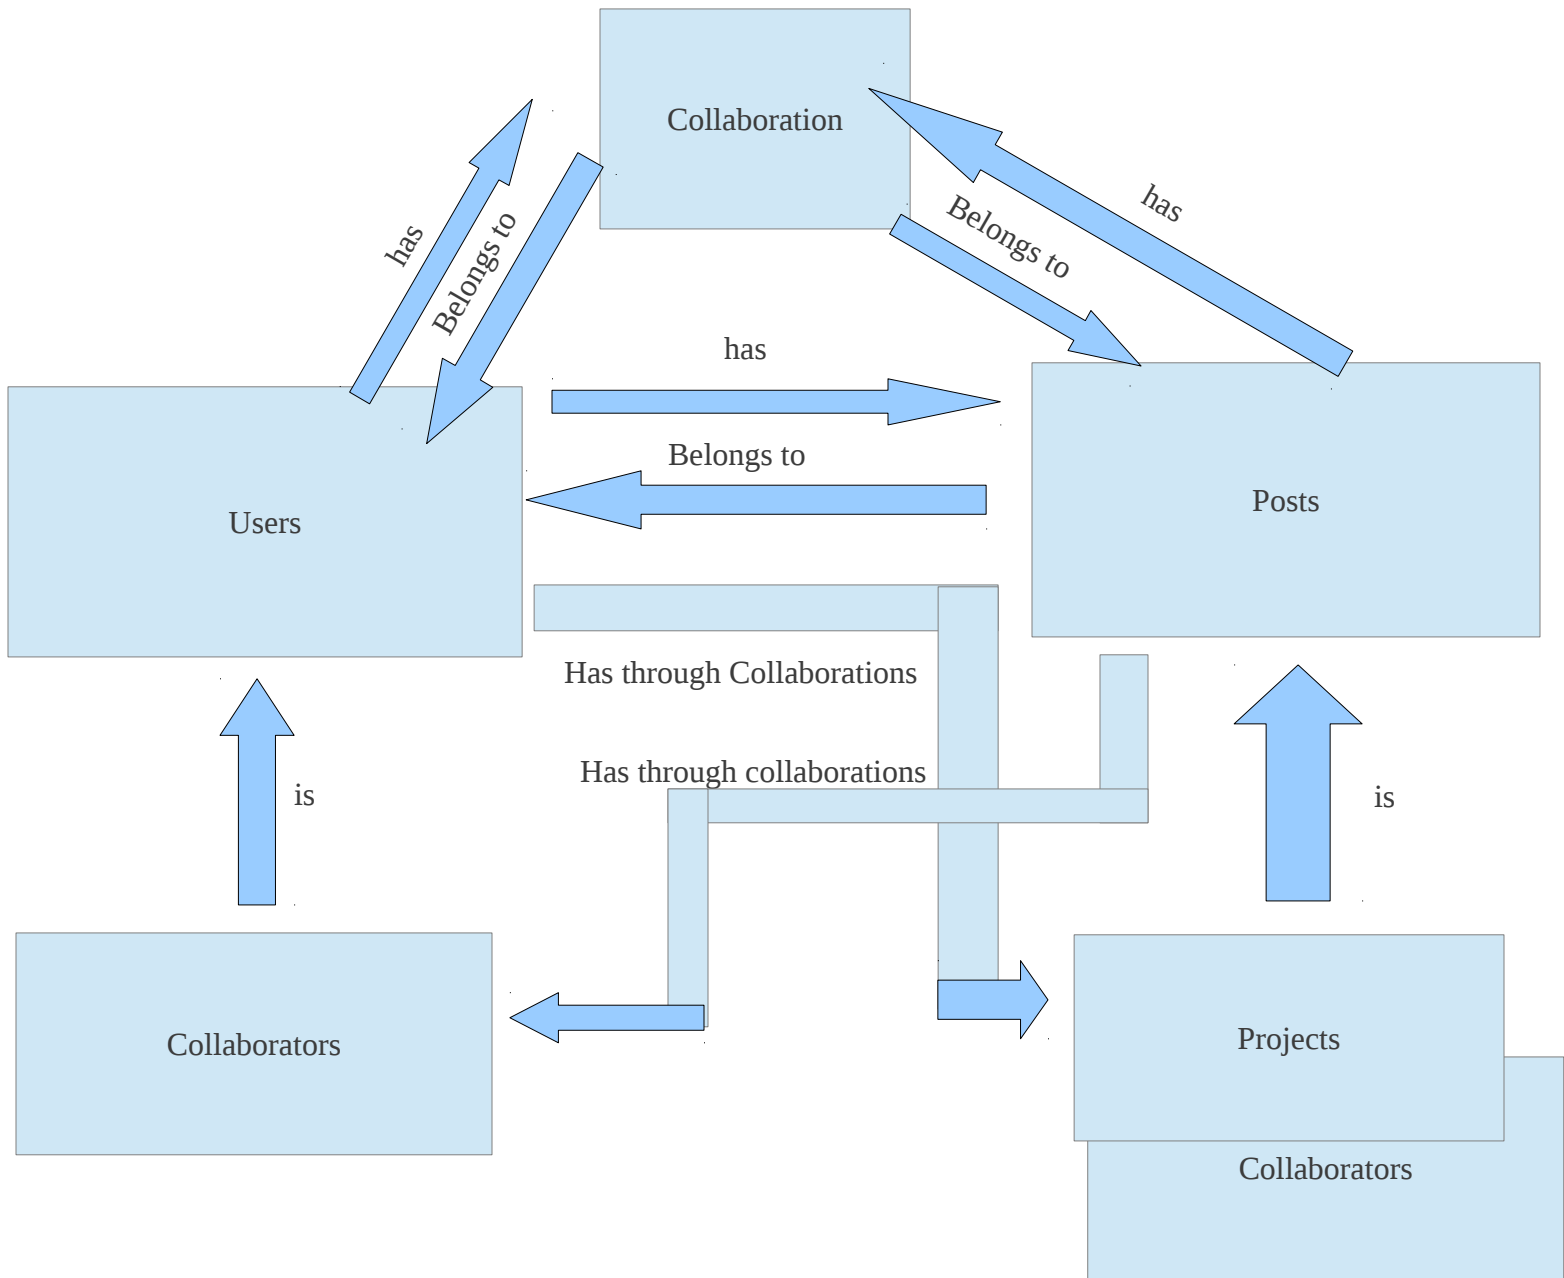 Collaboration
has
Belongs to
Belongs to
has
has
Belongs to
Users
Posts
Has through Collaborations
Has through collaborations
is
is
Collaborators
Projects
Collaborators